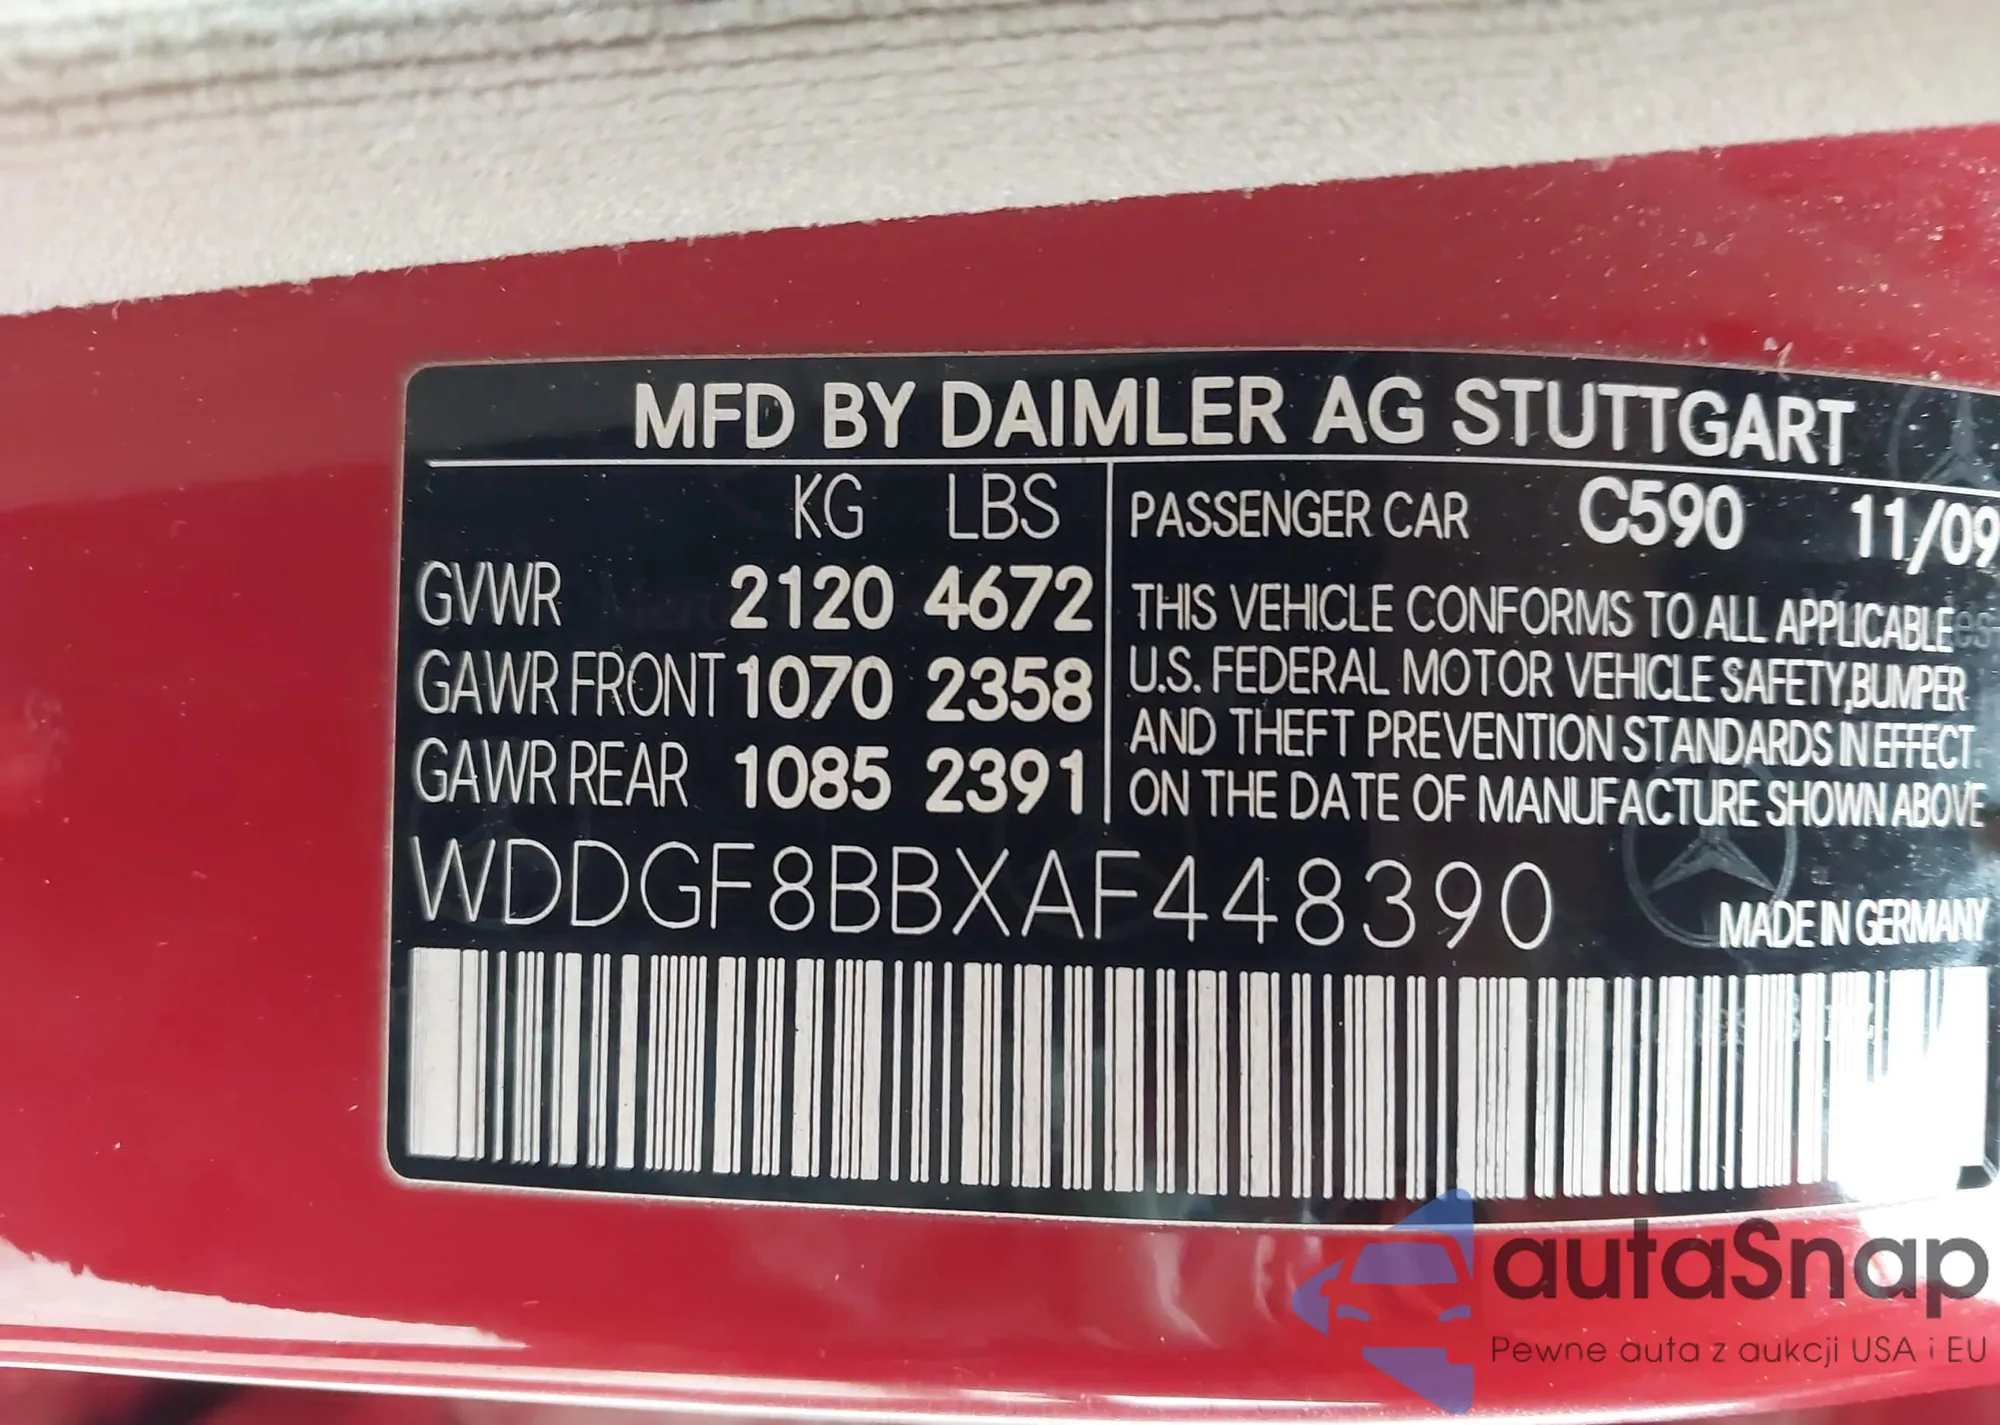 MFD BY DAIMLER AG STUTTGART
KG LBS
GVWR 2120 4672
GAWR FRONT 1070 2358
GAWR REAR 1085 2391
PASSENGER CAR C590 11/09
THIS VEHICLE CONFORMS TO ALL APPLICABLE
U.S. FEDERAL MOTOR VEHICLE SAFETY,BUMPER
AND THEFT PREVENTION STANDARDS IN EFFECT
ON THE DATE OF MANUFACTURE SHOWN ABOVE
WDDGF8BBXAF448390
MADE IN GERMANY
autaSnap
Pewne auta z aukcji USA i EU